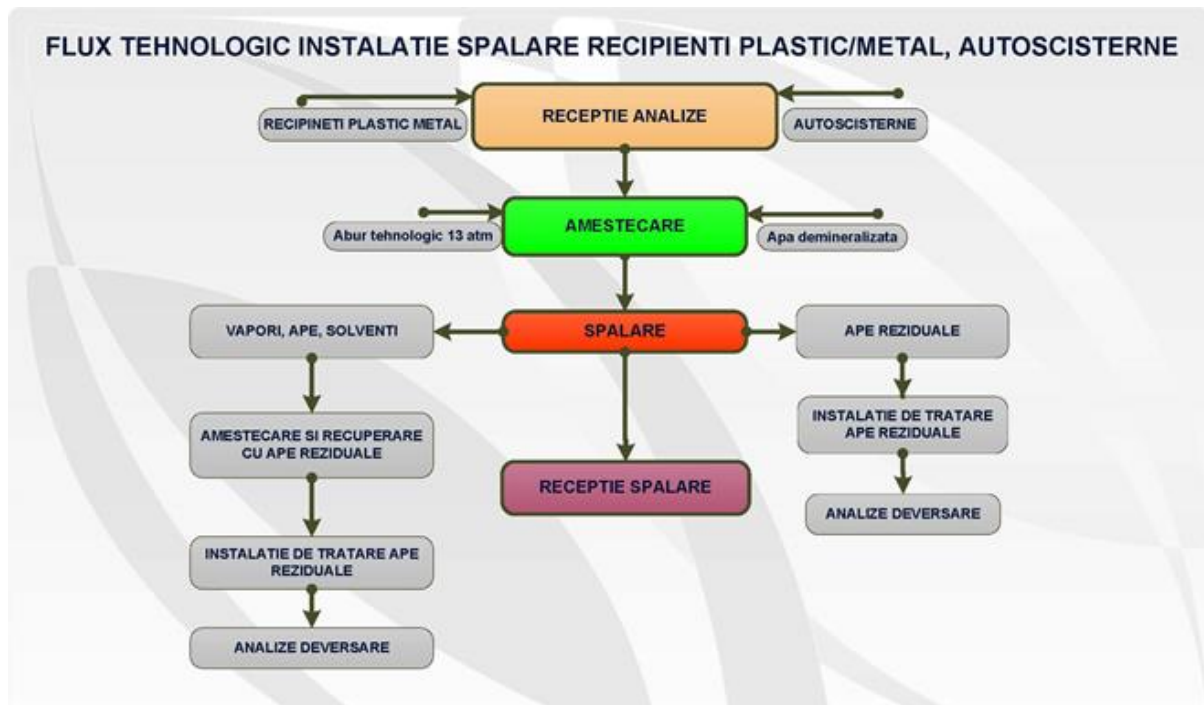 FLUX TEHNOLOGIC INSTALATIE SPALARE RECIPIENTI PLASTIC/METAL, AUTOSCISTERNE
RECEPTIE ANALIZE
RECIPINETI PLASTIC METAL
AUTOSCISTERNE
AMESTECARE
Abur tehnologic 13 atm
Apa demineralizata
VAPORI, APE, SOLVENTI
SPALARE
APE REZIDUALE
AMESTECARE SI RECUPERARE
CU APE REZIDUALE
INSTALATIE DE TRATARE
APE REZIDUALE
RECEPTIE SPALARE
ANALIZE DEVERSARE
INSTALATIE DE TRATARE APE
REZIDUALE
ANALIZE DEVERSARE